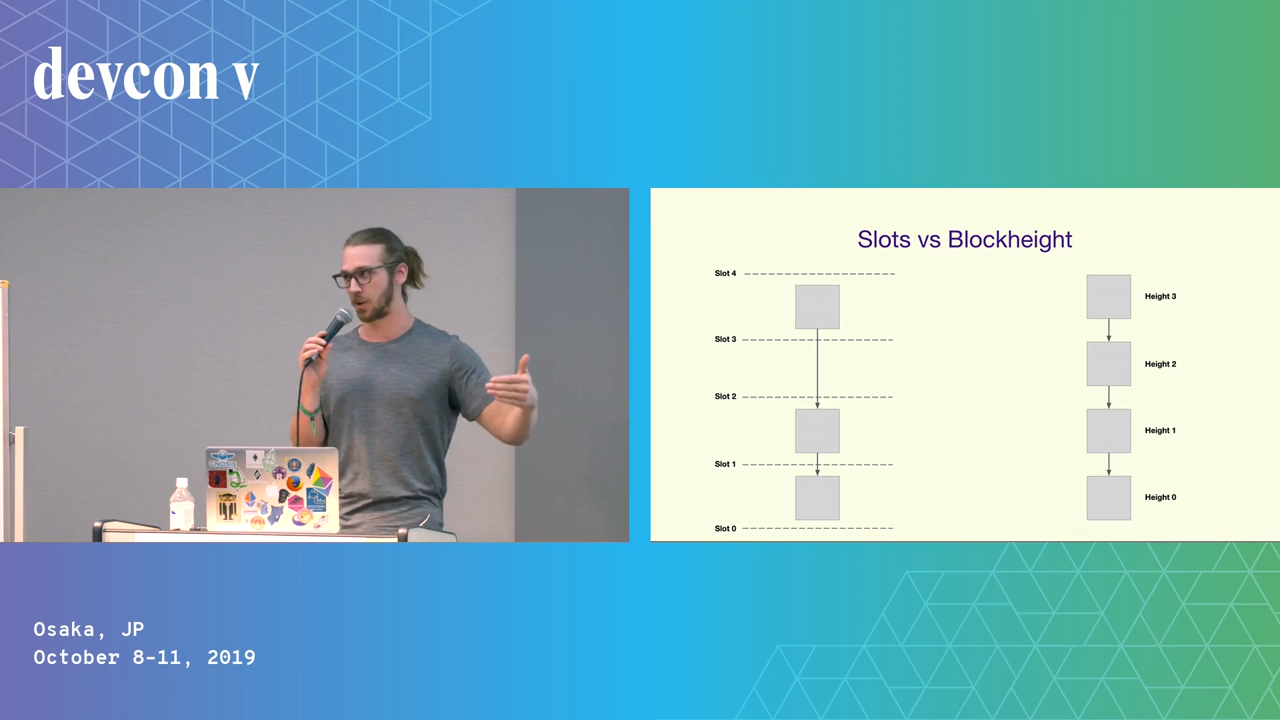 devcon v
Slots vs Blockheight
Slot 4
Slot 3
Slot 2
Slot 1
Slot 0
Height 3
Height 2
Height 1
Height 0
Osaka, JP
October 8-11, 2019